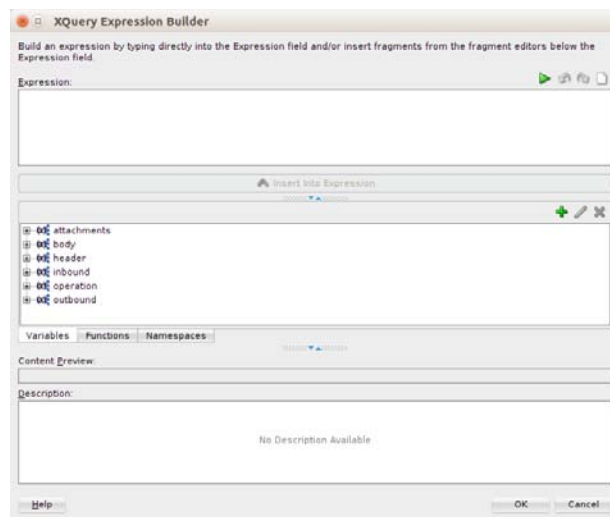 XQuery Expression Builder
Build an expression by typing directly into the Expression field and/or insert fragments from the fragment editors below the
Expression field.
Expression:
Insert Into Expression
attachments
body
header
inbound
operation
outbound
Variables Functions Namespaces
Content Preview:
Description:
No Description Available
Help OK Cancel